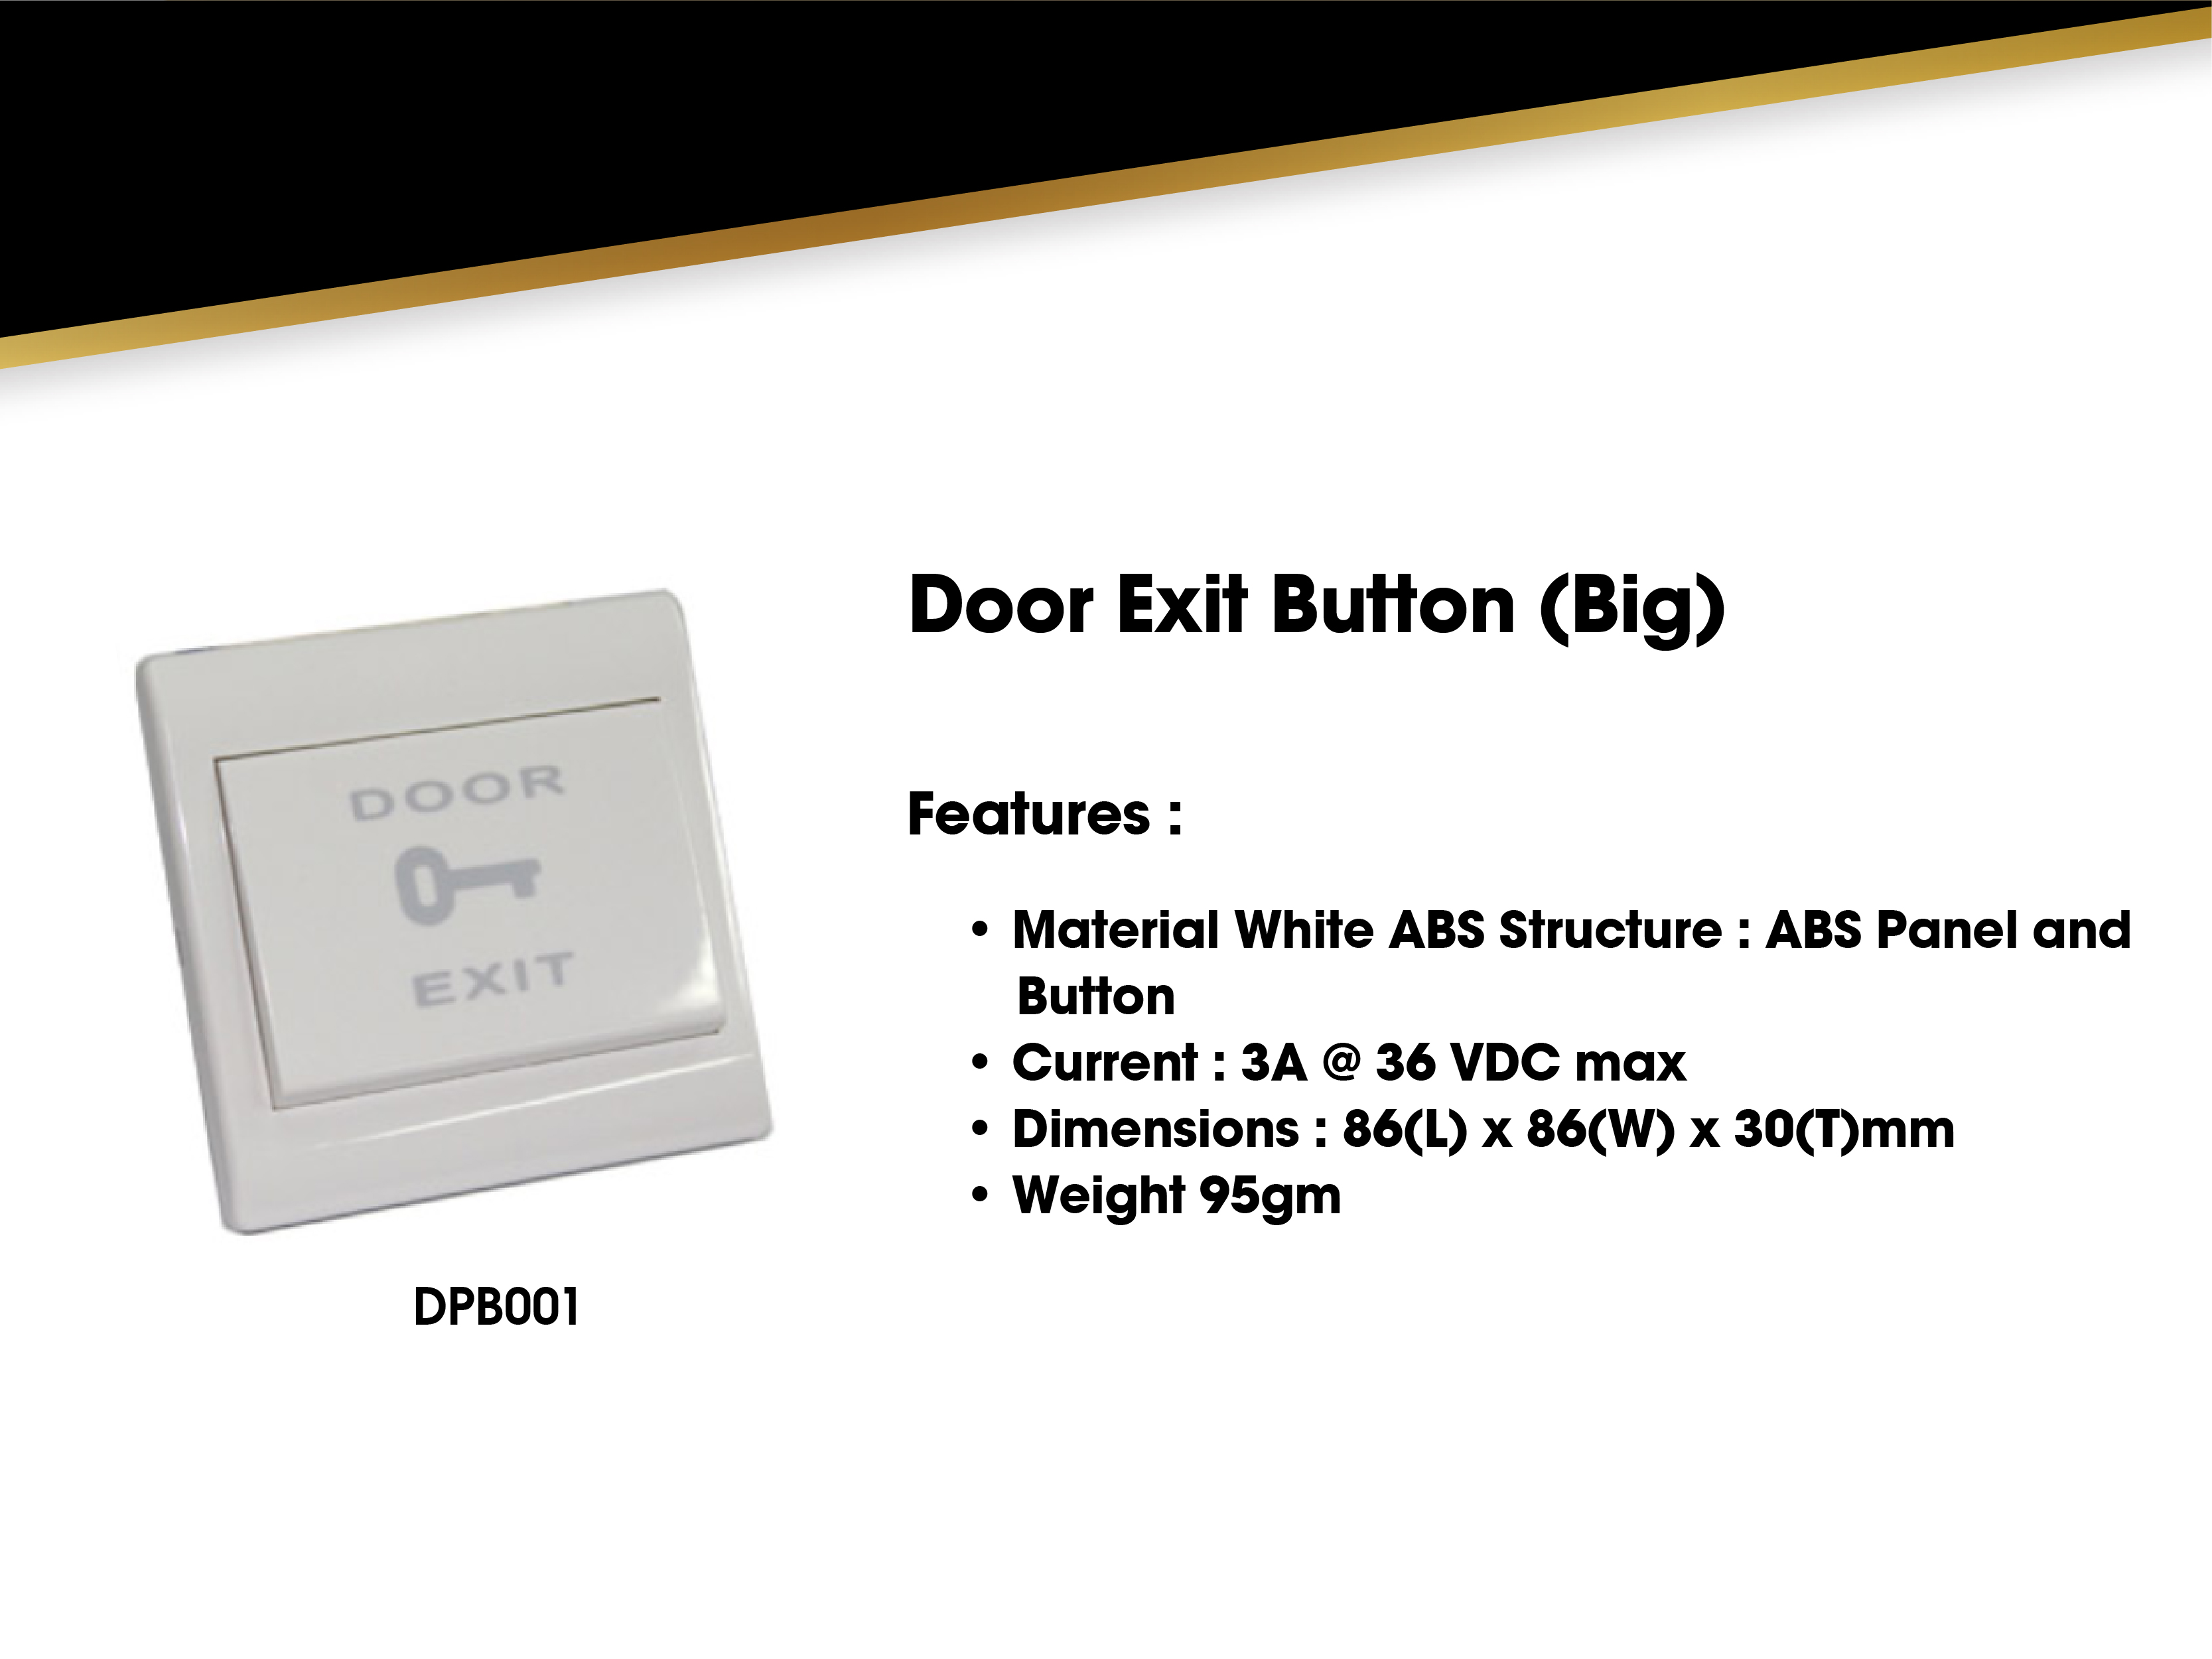 Door Exit Button (Big)
DOOR
EXIT
DPB001
Features :
• Material White ABS Structure : ABS Panel and
Button
• Current : 3A @ 36 VDC max
• Dimensions : 86(L) x 86(W) x 30(T)mm
• Weight 95gm